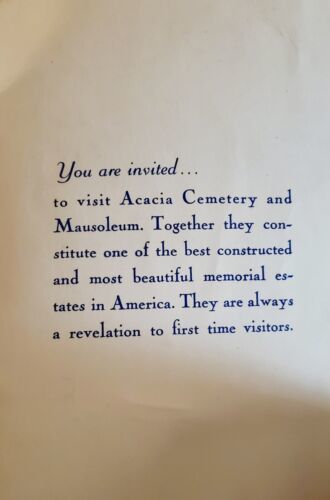 You are invited...
to visit Acacia Cemetery and
Mausoleum. Together they con-
stitute one of the best constructed
and most beautiful memorial es-
tates in America. They are always
a revelation to first time visitors.